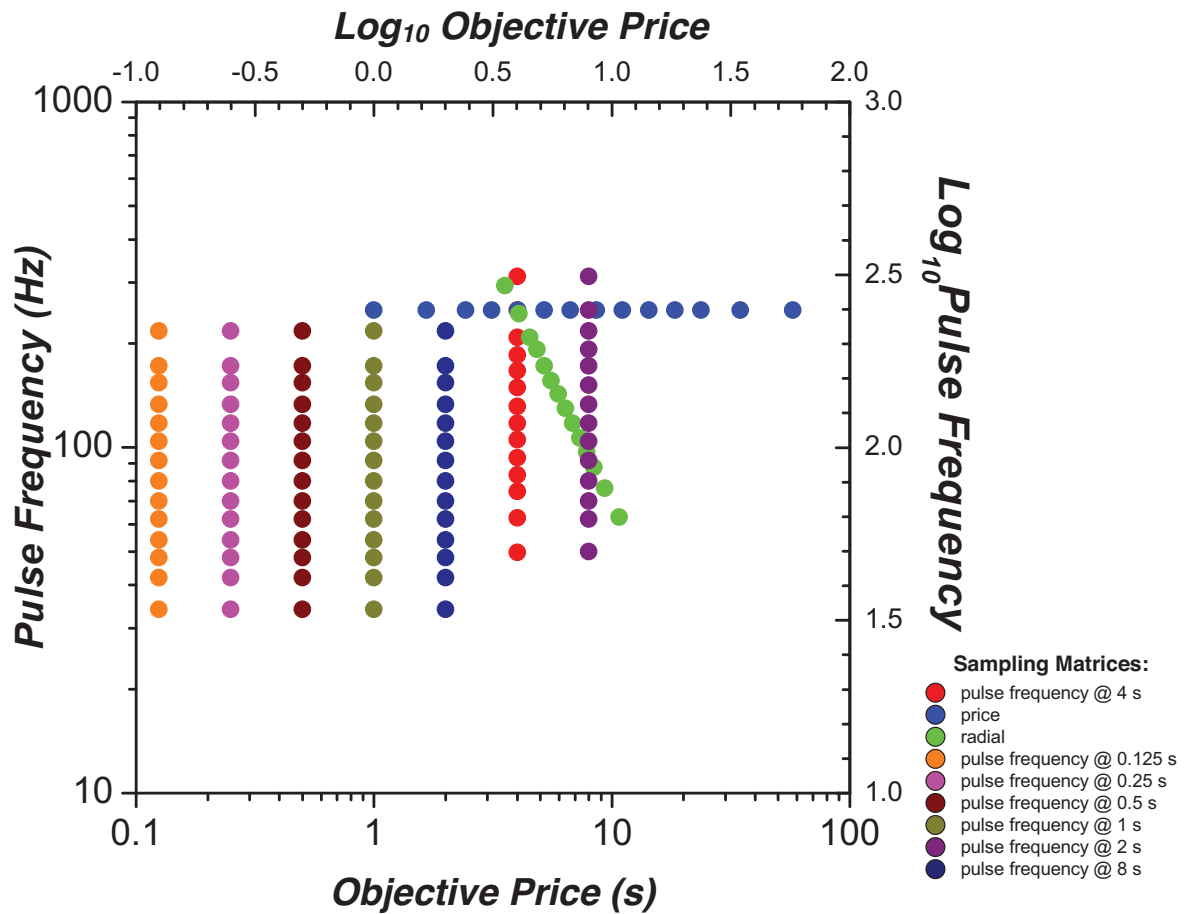 Log10 Objective Price
-1.0 -0.5 0.0 0.5 1.0 1.5 2.0
1000
100
10
Pulse Frequency (Hz)
3.0
2.5
2.0
1.5
1.0
Log10 Pulse Frequency
0.1 1 10 100
Objective Price (s)
Sampling Matrices:
pulse frequency @ 4 s
price
radial
pulse frequency @ 0.125 s
pulse frequency @ 0.25 s
pulse frequency @ 0.5 s
pulse frequency @ 1 s
pulse frequency @ 2 s
pulse frequency @ 8 s